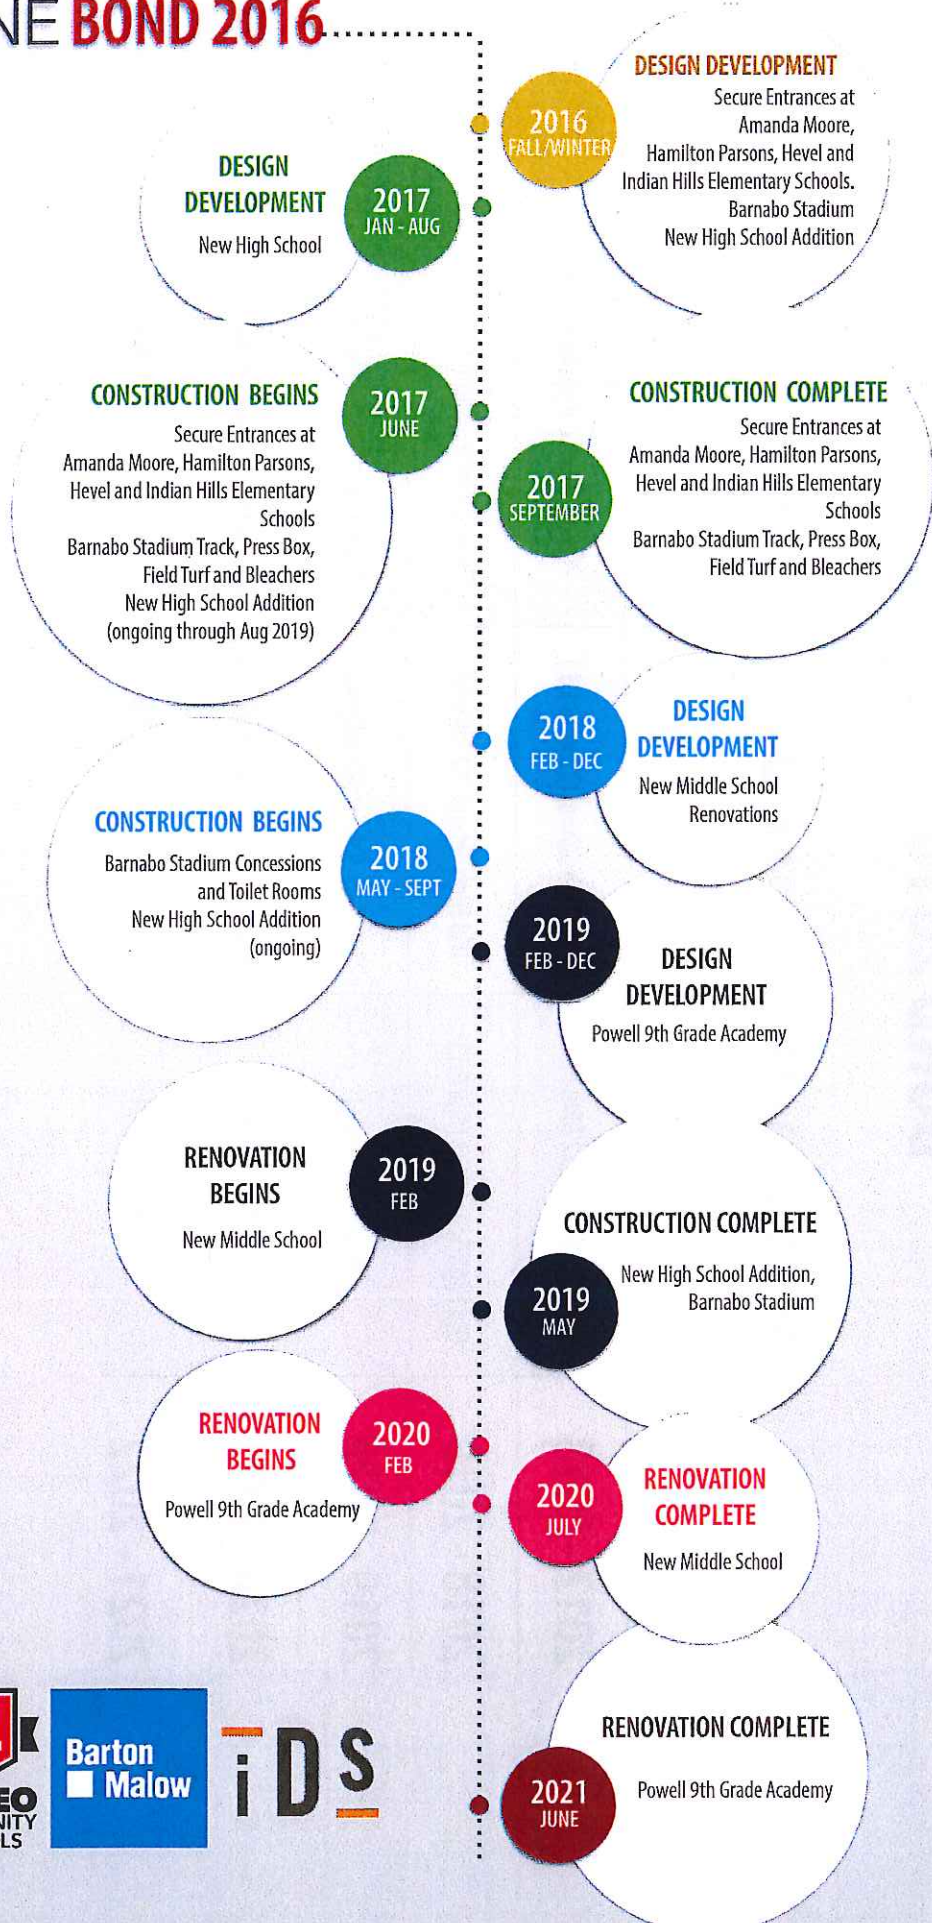 NE BOND 2016
2016
FALL/WINTER
DESIGN DEVELOPMENT
Secure Entrances at
Amanda Moore,
Hamilton Parsons, Hevel and
Indian Hills Elementary Schools.
Barnabo Stadium
New High School Addition
DESIGN
DEVELOPMENT
New High School
2017
JAN - AUG
CONSTRUCTION BEGINS
Secure Entrances at
Amanda Moore, Hamilton Parsons,
Hevel and Indian Hills Elementary
Schools
Barnabo Stadium Track, Press Box,
Field Turf and Bleachers
New High School Addition
(ongoing through Aug 2019)
2017
JUNE
2017
SEPTEMBER
CONSTRUCTION COMPLETE
Secure Entrances at
Amanda Moore, Hamilton Parsons,
Hevel and Indian Hills Elementary
Schools
Barnabo Stadium Track, Press Box,
Field Turf and Bleachers
2018
FEB - DEC
DESIGN
DEVELOPMENT
New Middle School
Renovations
CONSTRUCTION BEGINS
Barnabo Stadium Concessions
and Toilet Rooms
New High School Addition
(ongoing)
2018
MAY - SEPT
2019
FEB - DEC
DESIGN
DEVELOPMENT
Powell 9th Grade Academy
RENOVATION
BEGINS
New Middle School
2019
FEB
CONSTRUCTION COMPLETE
New High School Addition,
Barnabo Stadium
2019
MAY
RENOVATION
BEGINS
Powell 9th Grade Academy
2020
FEB
2020
JULY
RENOVATION
COMPLETE
New Middle School
RENOVATION COMPLETE
Powell 9th Grade Academy
2021
JUNE
EO
NITY
LS
Barton
Malow
iDS